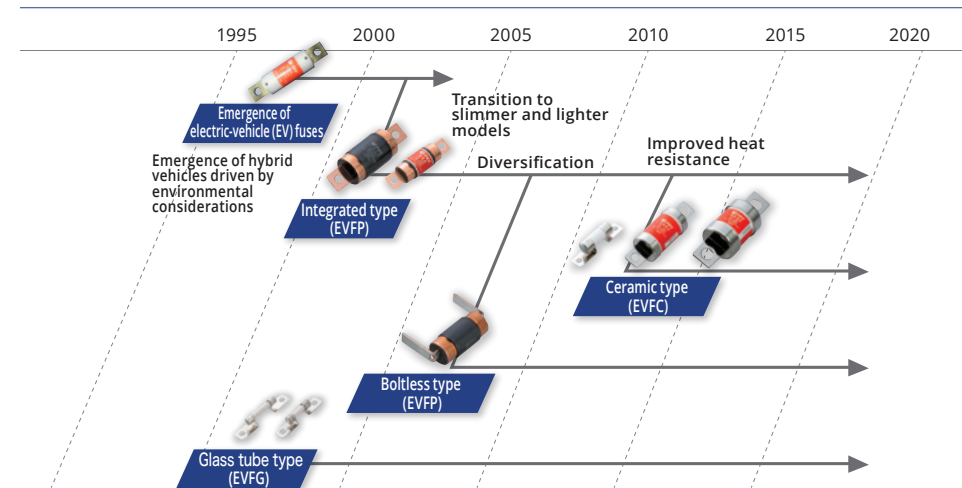 1995 2000 2005 2010 2015 2020
Emergence of
electric-vehicle (EV) fuses
Transition to
slimmer and lighter
models
Emergence of hybrid
vehicles driven by
environmental
considerations
Diversification
Improved heat
resistance
Integrated type
(EVFP)
Ceramic type
(EVFC)
Boltless type
(EVFP)
Glass tube type
(EVFG)